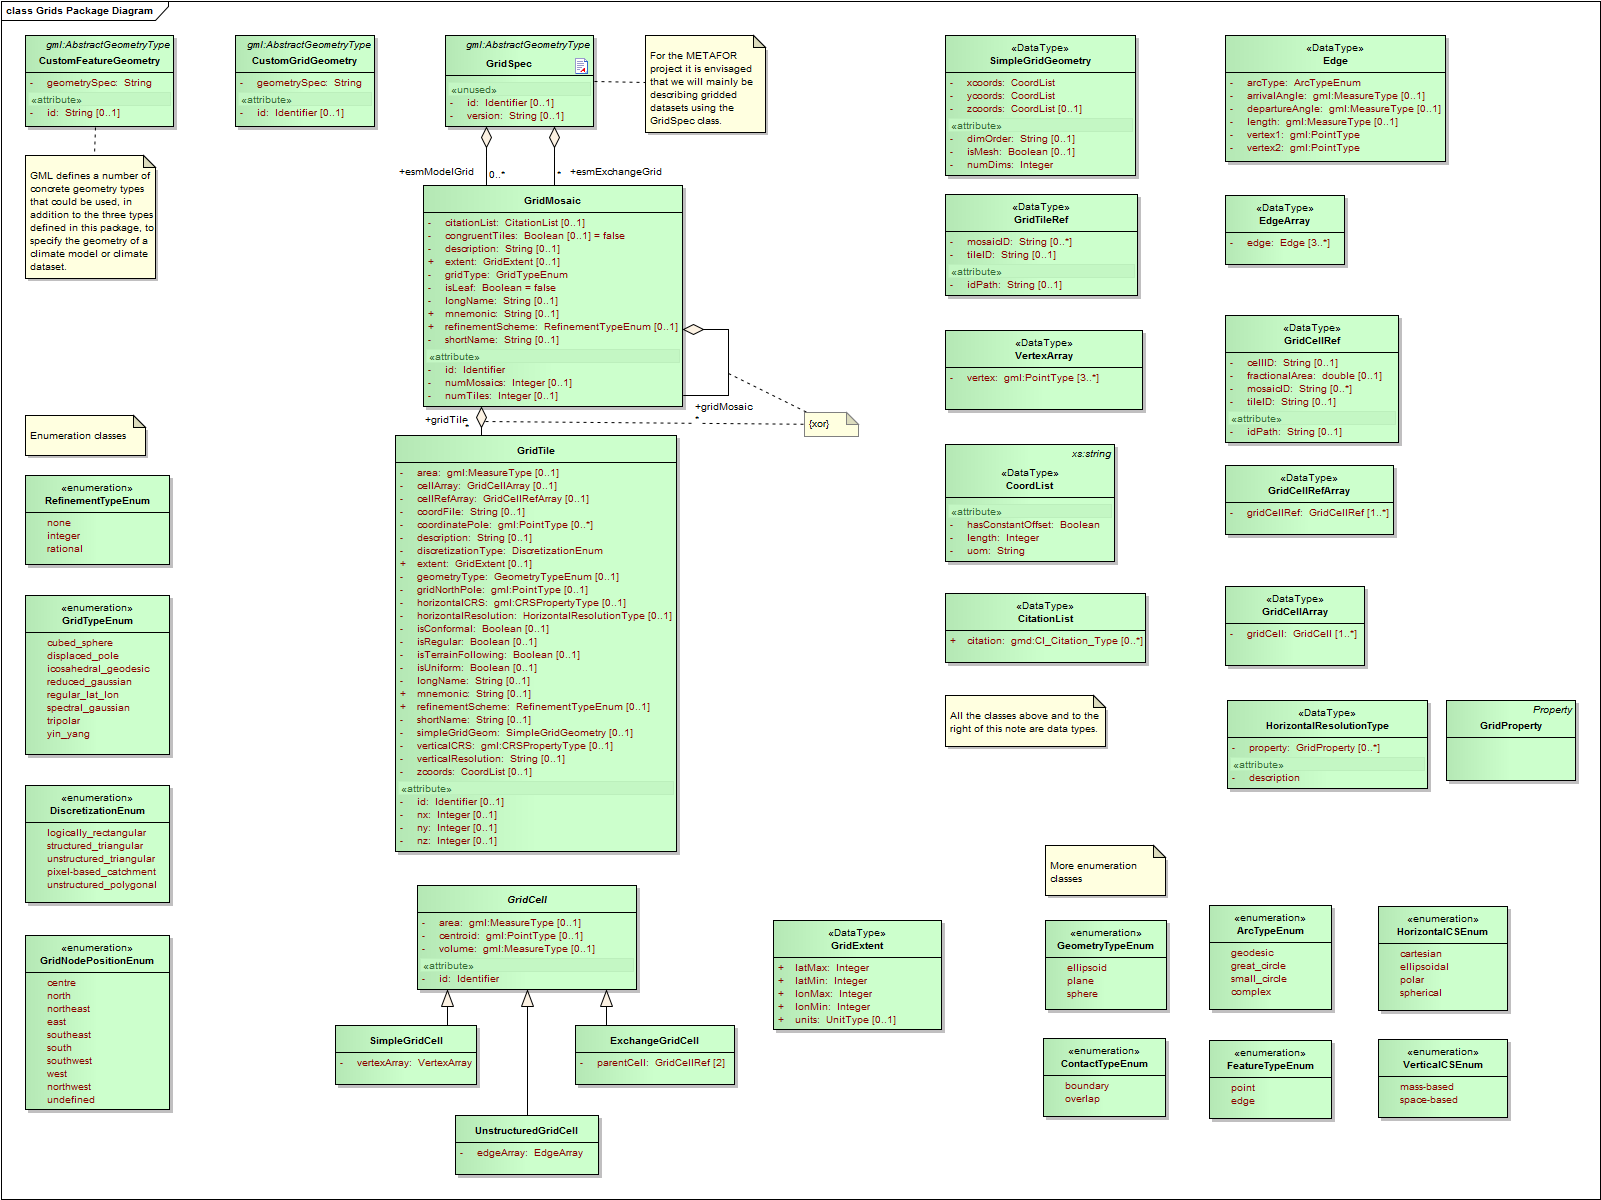 class Grids Package Diagram
gml:AbstractGeometryType
CustomFeatureGeometry
- geometrySpec: String
«attribute»
- id: String [0..1]
GML defines a number of
concrete geometry types
that could be used, in
addition to the three types
defined in this package, to
specify the geometry of a
climate model or climate
dataset.
gml:AbstractGeometryType
CustomGridGeometry
- geometrySpec: String
«attribute»
- id: Identifier [0..1]
gml:AbstractGeometryType
GridSpec
«unused»
- id: Identifier [0..1]
- version: String [0..1]
For the METAFOR
project it is envisaged
that we will mainly be
describing gridded
datasets using the
GridSpec class.
+esmModelGrid
0..*
*
+esmExchangeGrid
GridMosaic
- citationList: CitationList [0..1]
- congruentTiles: Boolean [0..1] = false
- description: String [0..1]
+ extent: GridExtent [0..1]
- gridType: GridTypeEnum
- isLeaf: Boolean = false
- longName: String [0..1]
+ mnemonic: String [0..1]
+ refinementScheme: RefinementTypeEnum [0..1]
- shortName: String [0..1]
«attribute»
- id: Identifier
- numMosaics: Integer [0..1]
- numTiles: Integer [0..1]
+gridMosaic
*
+gridTile
*
{xor}
GridTile
- area: gml:MeasureType [0..1]
- cellArray: GridCellArray [0..1]
- cellRefArray: GridCellRefArray [0..1]
- coordFile: String [0..1]
- coordinatePole: gml:PointType [0..*]
- description: String [0..1]
- discretizationType: DiscretizationEnum
+ extent: GridExtent [0..1]
- geometryType: GeometryTypeEnum [0..1]
- gridNorthPole: gml:PointType [0..1]
- horizontalCRS: gml:CRSPropertyType [0..1]
- horizontalResolution: HorizontalResolutionType [0..1]
- isConformal: Boolean [0..1]
- isRegular: Boolean [0..1]
- isTerrainFollowing: Boolean [0..1]
- isUniform: Boolean [0..1]
- longName: String [0..1]
+ mnemonic: String [0..1]
+ refinementScheme: RefinementTypeEnum [0..1]
- shortName: String [0..1]
- simpleGridGeom: SimpleGridGeometry [0..1]
- verticalCRS: gml:CRSPropertyType [0..1]
- verticalResolution: String [0..1]
- zcoords: CoordList [0..1]
«attribute»
- id: Identifier [0..1]
- nx: Integer [0..1]
- ny: Integer [0..1]
- nz: Integer [0..1]
GridCell
- area: gml:MeasureType [0..1]
- centroid: gml:PointType [0..1]
- volume: gml:MeasureType [0..1]
«attribute»
- id: Identifier
SimpleGridCell
- vertexArray: VertexArray
ExchangeGridCell
- parentCell: GridCellRef [2]
UnstructuredGridCell
- edgeArray: EdgeArray
Enumeration classes
«enumeration»
RefinementTypeEnum
none
integer
rational
«enumeration»
GridTypeEnum
cubed_sphere
displaced_pole
icosahedral_geodesic
reduced_gaussian
regular_lat_lon
spectral_gaussian
tripolar
yin_yang
«enumeration»
DiscretizationEnum
logically_rectangular
structured_triangular
unstructured_triangular
pixel-based_catchment
unstructured_polygonal
«enumeration»
GridNodePositionEnum
centre
north
northeast
east
southeast
south
southwest
west
northwest
undefined
«DataType»
SimpleGridGeometry
- xcoords: CoordList
- ycoords: CoordList
- zcoords: CoordList [0..1]
«attribute»
- dimOrder: String [0..1]
- isMesh: Boolean [0..1]
- numDims: Integer
«DataType»
GridTileRef
- mosaicID: String [0..*]
- tileID: String [0..1]
«attribute»
- idPath: String [0..1]
«DataType»
VertexArray
- vertex: gml:PointType [3..*]
xs:string
«DataType»
CoordList
«attribute»
- hasConstantOffset: Boolean
- length: Integer
- uom: String
«DataType»
CitationList
+ citation: gmd:CI_Citation_Type [0..*]
All the classes above and to the
right of this note are data types.
«DataType»
Edge
- arcType: ArcTypeEnum
- arrivalAngle: gml:MeasureType [0..1]
- departureAngle: gml:MeasureType [0..1]
- length: gml:MeasureType [0..1]
- vertex1: gml:PointType
- vertex2: gml:PointType
«DataType»
EdgeArray
- edge: Edge [3..*]
«DataType»
GridCellRef
- cellID: String [0..1]
- fractionalArea: double [0..1]
- mosaicID: String [0..*]
- tileID: String [0..1]
«attribute»
- idPath: String [0..1]
«DataType»
GridCellRefArray
- gridCellRef: GridCellRef [1..*]
«DataType»
GridCellArray
- gridCell: GridCell [1..*]
«DataType»
HorizontalResolutionType
- property: GridProperty [0..*]
«attribute»
- description
Property
GridProperty
More enumeration
classes
«DataType»
GridExtent
+ latMax: Integer
+ latMin: Integer
+ lonMax: Integer
+ lonMin: Integer
+ units: UnitType [0..1]
«enumeration»
GeometryTypeEnum
ellipsoid
plane
sphere
«enumeration»
ArcTypeEnum
geodesic
great_circle
small_circle
complex
«enumeration»
HorizontalCSEnum
cartesian
ellipsoidal
polar
spherical
«enumeration»
ContactTypeEnum
boundary
overlap
«enumeration»
FeatureTypeEnum
point
edge
«enumeration»
VerticalCSEnum
mass-based
space-based